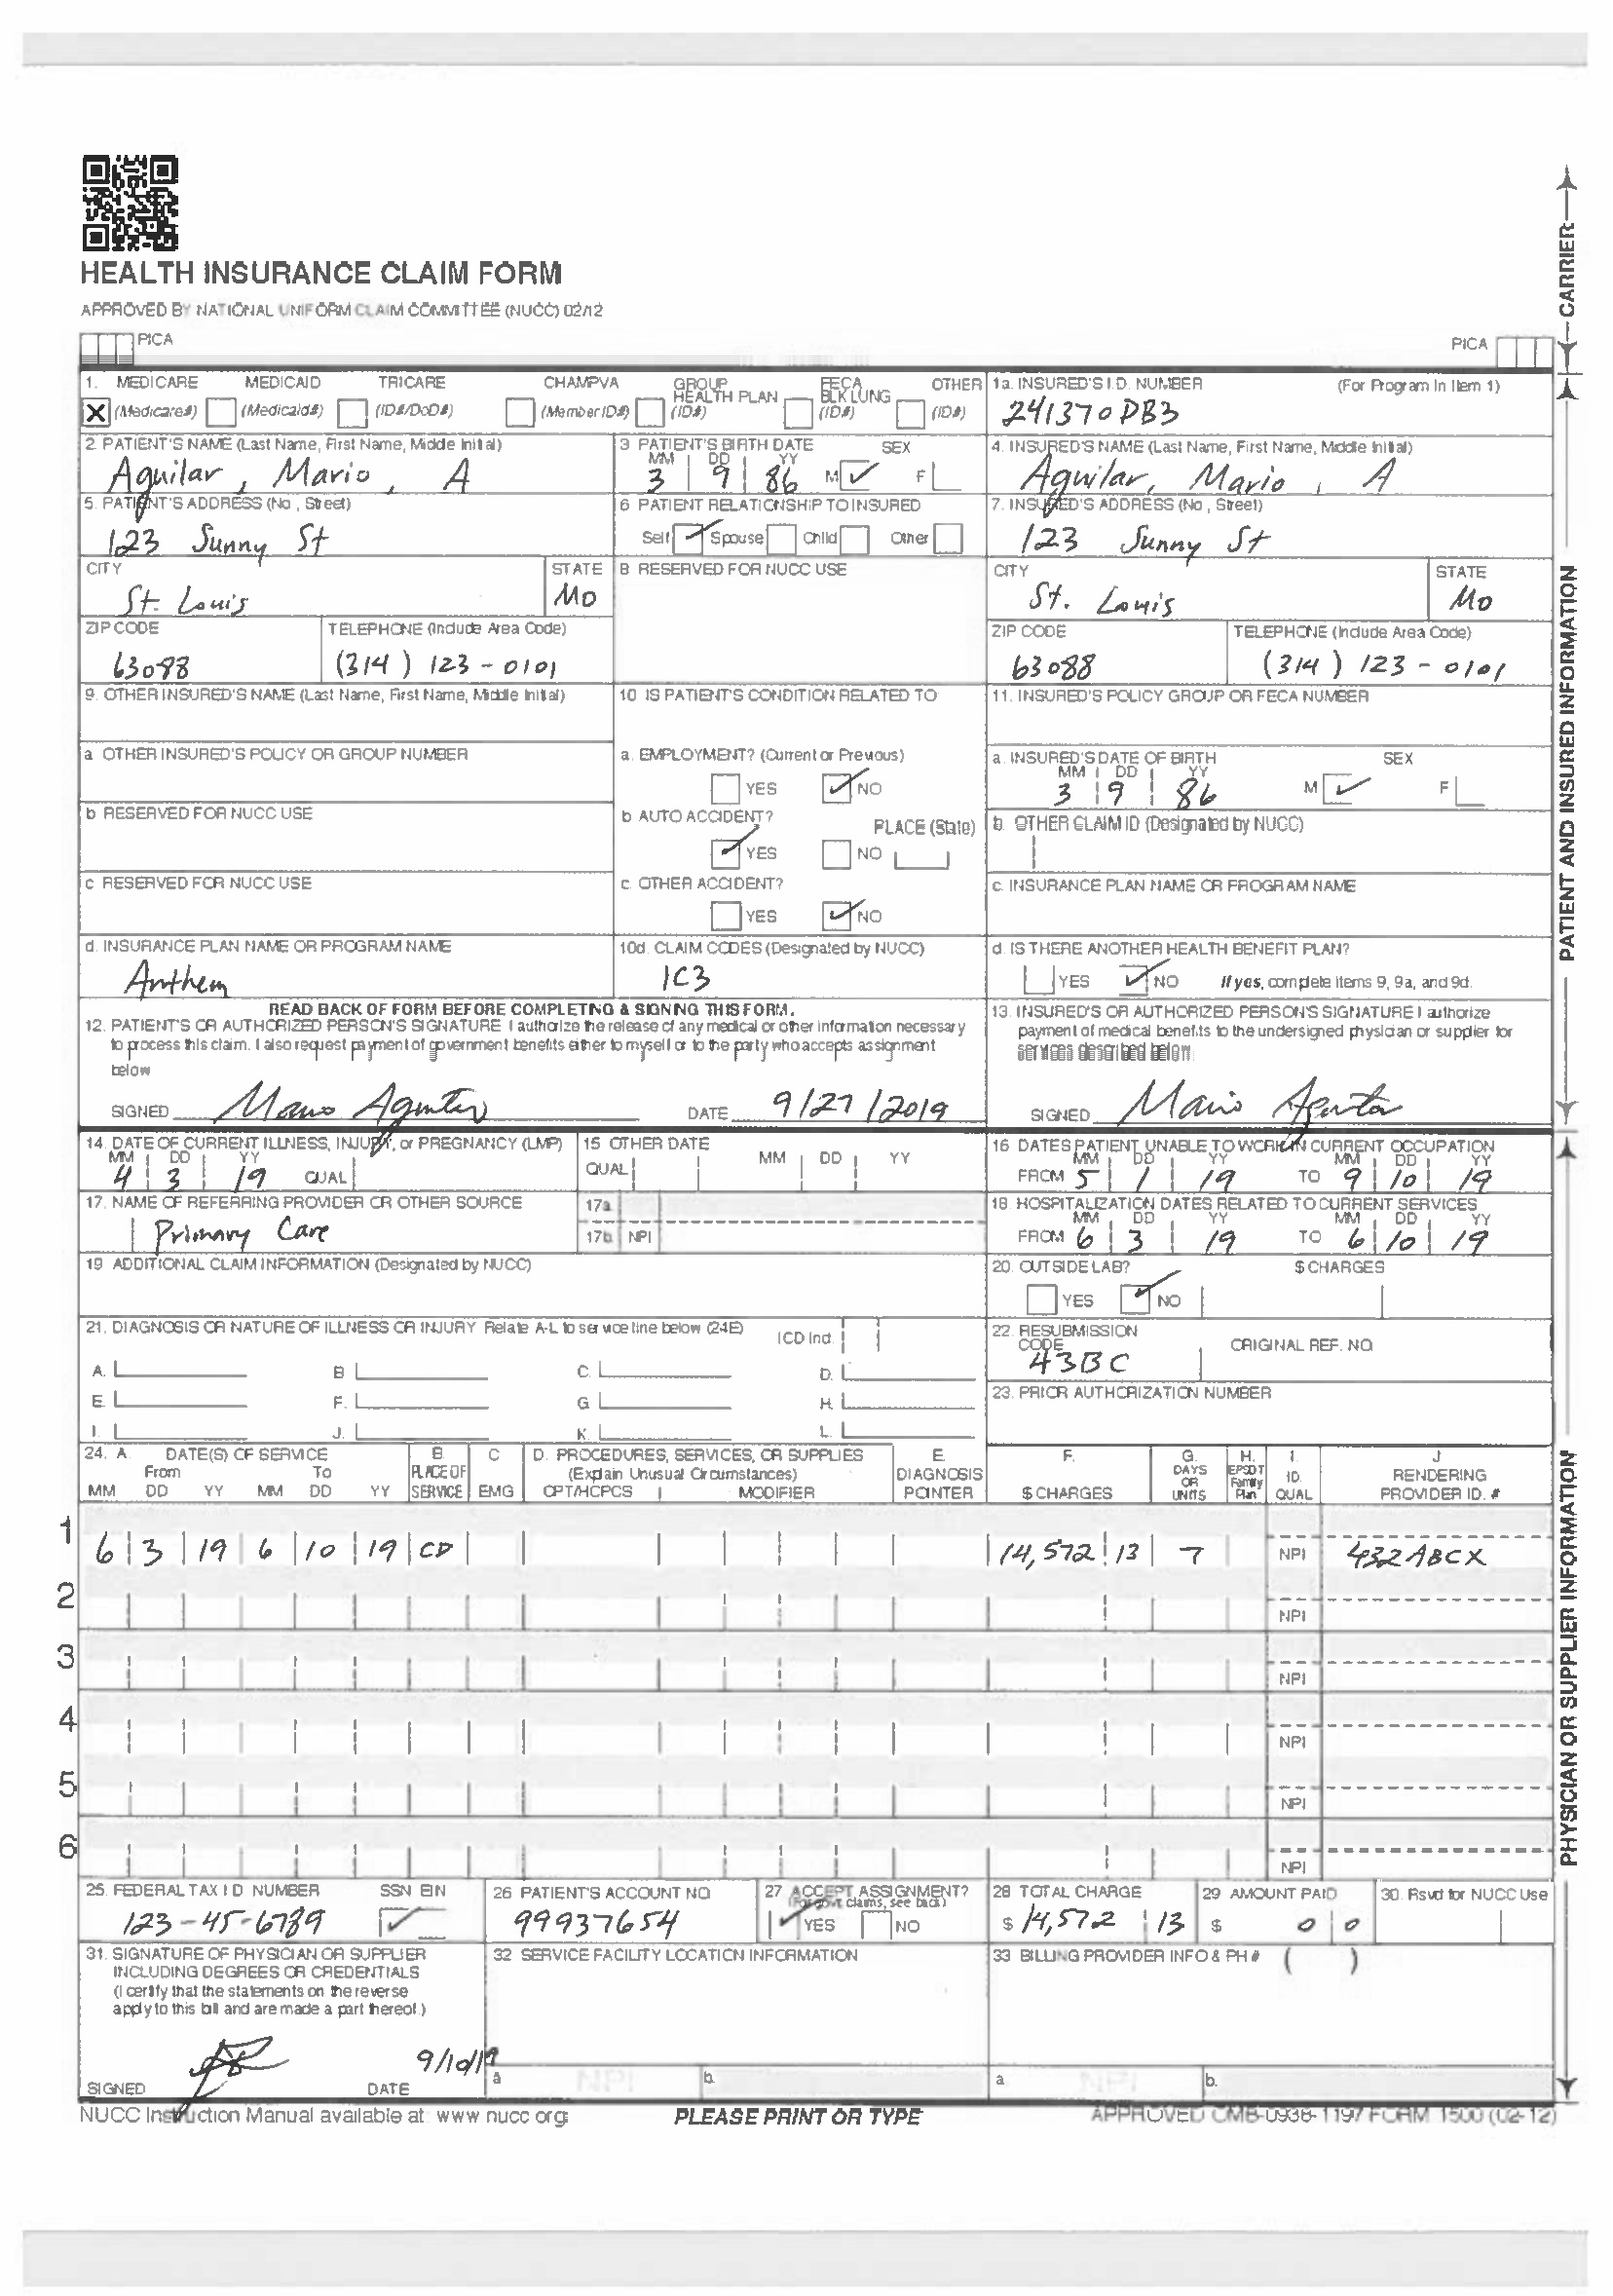 HEALTH INSURANCE CLAIM FORM
APPROVED BY NATIONAL UNIFORM CLAIM COMMITTEE (NUCC) 02/12
PICA
PICA
CARRIER
1. MEDICARE MEDICAID TRICARE CHAMPVA GROUP HEALTH PLAN FECA BLK LUNG OTHER
X (Medicare#) (Medicaid#) (ID#/DoD#) (Member ID#) (ID#) (ID#) (ID#)
1a. INSURED'S I.D. NUMBER (For Program In Item 1)
241370DB3
2. PATIENT'S NAME (Last Name, First Name, Middle Initial)
Aguilar, Mario, A
3 PATIENT'S BIRTH DATE SEX
MM DD YY
3 9 86 M F
4. INSURED'S NAME (Last Name, First Name, Middle Initial)
Aguilar, Mario, A
5. PATIENT'S ADDRESS (No., Street)
123 Sunny St
6 PATIENT RELATIONSHIP TO INSURED
Self Spouse Child Other
7. INSURED'S ADDRESS (No., Street)
123 Sunny St
CITY STATE
St. Louis MO
8 RESERVED FOR NUCC USE
CITY STATE
St. Louis MO
ZIP CODE TELEPHONE (Include Area Code)
63088 (314) 123-0101
ZIP CODE TELEPHONE (Include Area Code)
63088 (314) 123-0101
9. OTHER INSURED'S NAME (Last Name, First Name, Middle Initial)
10 IS PATIENT'S CONDITION RELATED TO
11. INSURED'S POLICY GROUP OR FECA NUMBER
a OTHER INSURED'S POLICY OR GROUP NUMBER
a. EMPLOYMENT? (Current or Previous)
YES NO
a. INSURED'S DATE OF BIRTH SEX
MM DD YY
3 9 86 M F
b RESERVED FOR NUCC USE
b AUTO ACCIDENT? PLACE (State)
YES NO
b. OTHER CLAIM ID (Designated by NUCC)
c RESERVED FOR NUCC USE
c. OTHER ACCIDENT?
YES NO
c. INSURANCE PLAN NAME OR PROGRAM NAME
d. INSURANCE PLAN NAME OR PROGRAM NAME
Anthem
10d. CLAIM CODES (Designated by NUCC)
1C3
d. IS THERE ANOTHER HEALTH BENEFIT PLAN?
YES NO If yes, complete items 9, 9a, and 9d.
READ BACK OF FORM BEFORE COMPLETING & SIGNING THIS FORM.
12. PATIENT'S OR AUTHORIZED PERSON'S SIGNATURE I authorize the release of any medical or other information necessary
to process this claim. I also request payment of government benefits either to myself or to the party who accepts assignment
below
SIGNED Mario Aguilar DATE 9/27/2019
13. INSURED'S OR AUTHORIZED PERSON'S SIGNATURE I authorize
payment of medical benefits to the undersigned physician or supplier for
services described below.
SIGNED Mario Aguilar
PATIENT AND INSURED INFORMATION
14. DATE OF CURRENT ILLNESS, INJURY, or PREGNANCY (LMP)
MM DD YY
4 3 19 QUAL
15 OTHER DATE
QUAL MM DD YY
16 DATES PATIENT UNABLE TO WORK IN CURRENT OCCUPATION
MM DD YY MM DD YY
FROM 5 1 19 TO 9 10 19
17. NAME OF REFERRING PROVIDER OR OTHER SOURCE
Primary Care
17a
17b NPI
18. HOSPITALIZATION DATES RELATED TO CURRENT SERVICES
MM DD YY MM DD YY
FROM 6 3 19 TO 6 10 19
19 ADDITIONAL CLAIM INFORMATION (Designated by NUCC)
20. OUTSIDE LAB? $ CHARGES
YES NO
21. DIAGNOSIS OR NATURE OF ILLNESS OR INJURY Relate A-L to service line below (24E) ICD Ind.
A. B C. D.
E. F. G H.
I. J. K. L.
22. RESUBMISSION CODE ORIGINAL REF. NO.
43BC
23. PRIOR AUTHORIZATION NUMBER
24. A DATE(S) OF SERVICE B. C D. PROCEDURES, SERVICES, OR SUPPLIES E. F. G. H. I. J
From To PLACE OF (Explain Unusual Circumstances) DIAGNOSIS DAYS OR UNITS EPSDT Family Plan ID. QUAL RENDERING
MM DD YY MM DD YY SERVICE EMG CPT/HCPCS MODIFIER POINTER $ CHARGES PROVIDER ID. #
1 6 3 19 6 10 19 CD 14,572 13 7 NPI 432ABCX
2 NPI
3 NPI
4 NPI
5 NPI
6 NPI
25. FEDERAL TAX I D NUMBER SSN EIN
123-45-6789
26 PATIENT'S ACCOUNT NO
99937654
27 ACCEPT ASSIGNMENT?
(For govt claims, see back)
YES NO
28 TOTAL CHARGE
$ 14,572 13
29 AMOUNT PAID
$ 0 0
30. Rsvd for NUCC Use
31. SIGNATURE OF PHYSICIAN OR SUPPLIER
INCLUDING DEGREES OR CREDENTIALS
(I certify that the statements on the reverse
apply to this bill and are made a part thereof.)
SIGNED DATE 9/10/19
32 SERVICE FACILITY LOCATION INFORMATION
a NPI b.
33 BILLING PROVIDER INFO & PH # ( )
a NPI b.
PHYSICIAN OR SUPPLIER INFORMATION
NUCC Instruction Manual available at: www nucc org
PLEASE PRINT OR TYPE
APPROVED OMB-0938-1197 FORM 1500 (02-12)